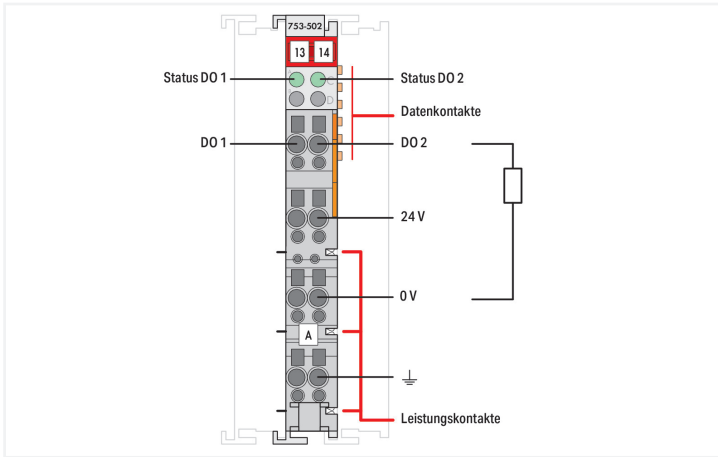 753-502
13 14
Status DO 1
C
Status DO 2
D
Datenkontakte
DO 1
DO 2
24 V
0 V
A
Leistungskontakte